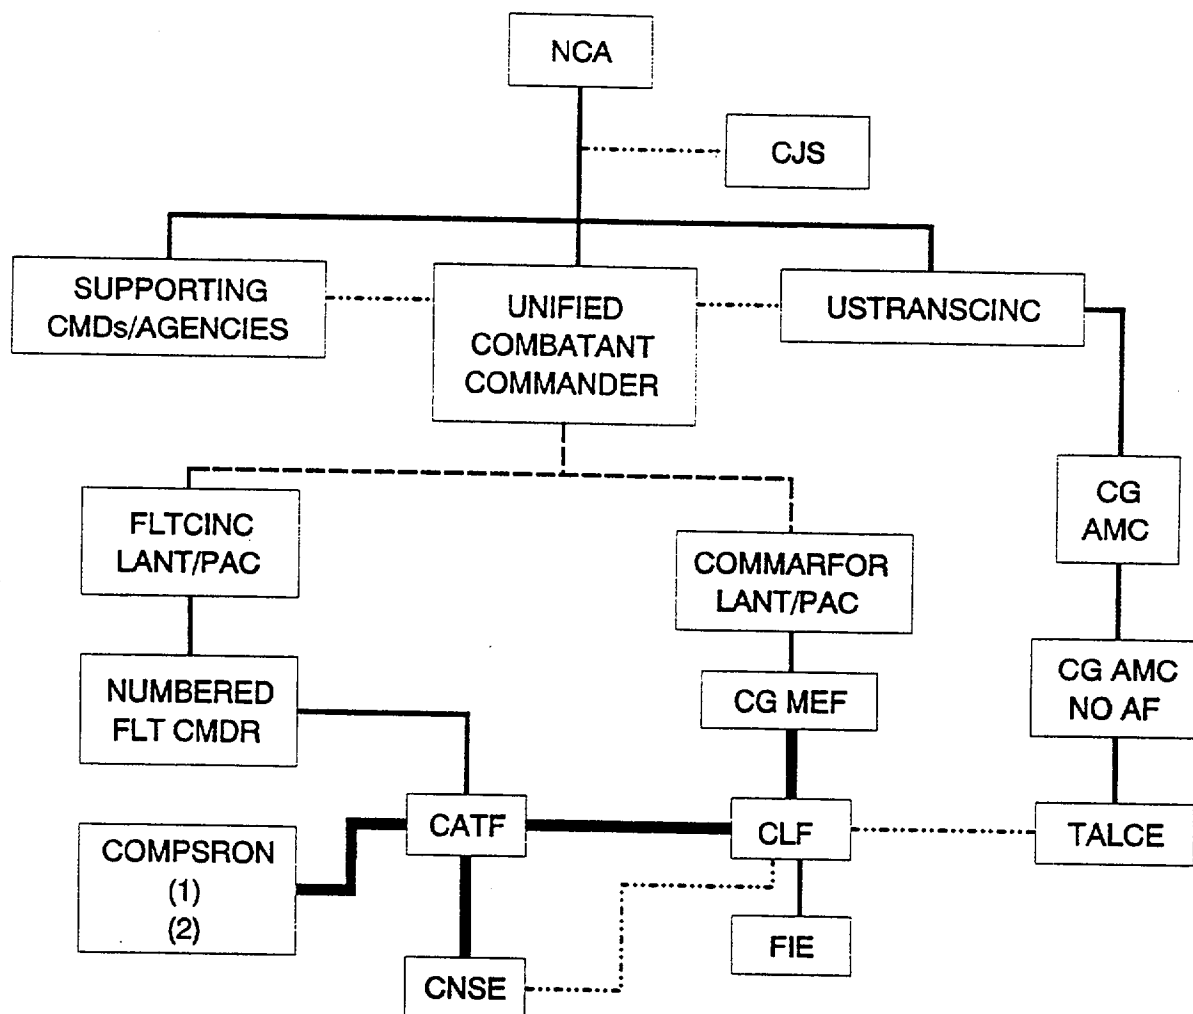 NCA
CJS
SUPPORTING
CMDs/AGENCIES
UNIFIED
COMBATANT
COMMANDER
USTRANSCINC
FLTCINC
LANT/PAC
COMMARFOR
LANT/PAC
CG
AMC
NUMBERED
FLT CMDR
CG MEF
CG AMC
NO AF
CATF
CLF
TALCE
COMPSRON
(1)
(2)
FIE
CNSE